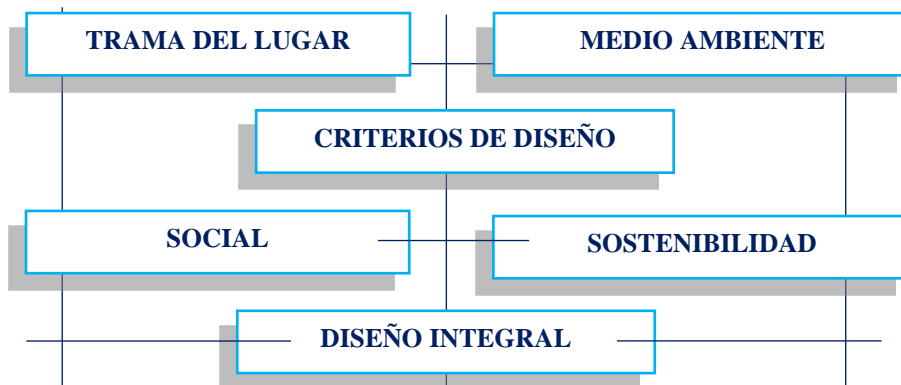 TRAMA DEL LUGAR
MEDIO AMBIENTE
CRITERIOS DE DISEÑO
SOCIAL
SOSTENIBILIDAD
DISEÑO INTEGRAL